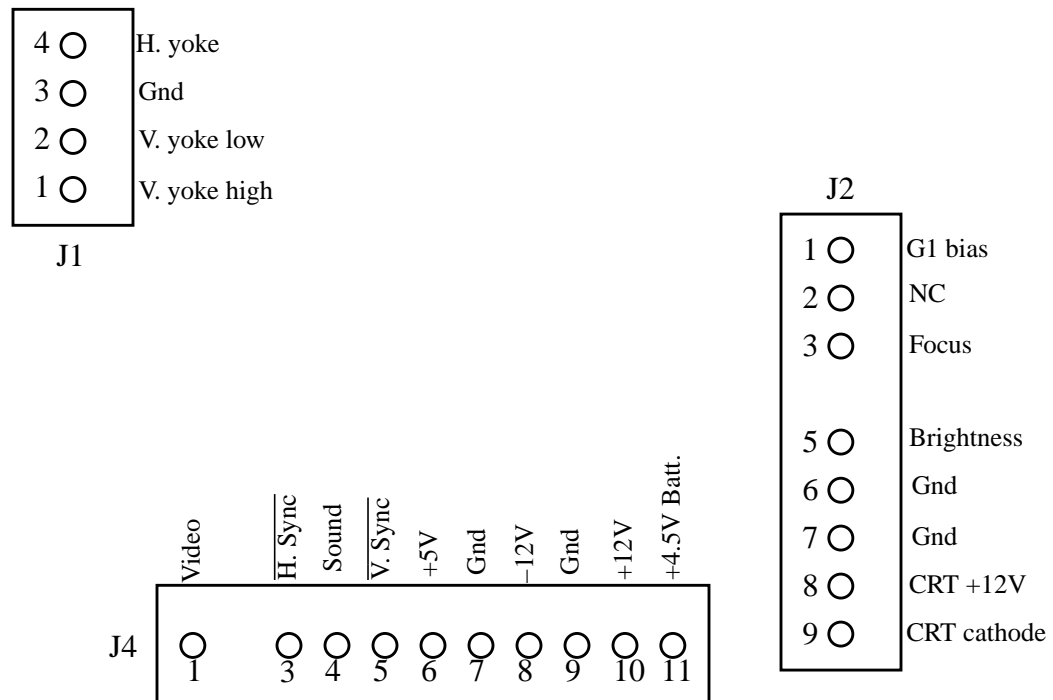 4 H. yoke
3 Gnd
2 V. yoke low
1 V. yoke high
J1
J2
1 G1 bias
2 NC
3 Focus
5 Brightness
6 Gnd
7 Gnd
8 CRT +12V
9 CRT cathode
Video
H. Sync
Sound
V. Sync
+5V
Gnd
–12V
Gnd
+12V
+4.5V Batt.
J4
1 3 4 5 6 7 8 9 10 11